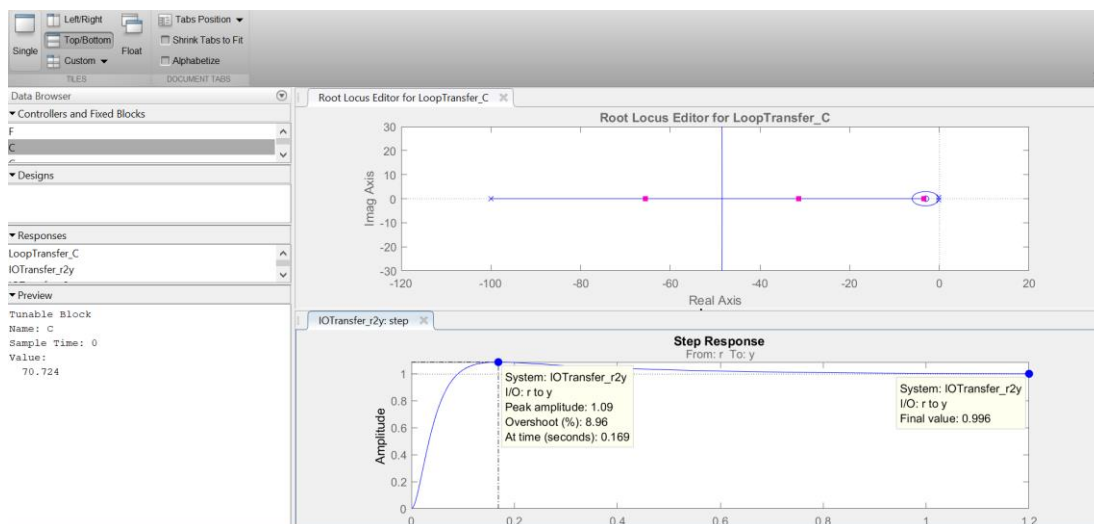 Left/Right
Top/Bottom
Custom
Single
Float
TILES
Tabs Position
Shrink Tabs to Fit
Alphabetize
DOCUMENT TABS
Data Browser
Controllers and Fixed Blocks
F
C
Designs
Responses
LoopTransfer_C
IOTransfer_r2y
Preview
Tunable Block
Name: C
Sample Time: 0
Value:
70.724
Root Locus Editor for LoopTransfer_C
Root Locus Editor for LoopTransfer_C
Imag Axis
30
20
10
0
-10
-20
-30
-120
-100
-80
-60
-40
-20
0
20
Real Axis
IOTransfer_r2y: step
Step Response
From: r To: y
Amplitude
1
0.8
0.6
0.4
0.2
0
System: IOTransfer_r2y
I/O: r to y
Peak amplitude: 1.09
Overshoot (%): 8.96
At time (seconds): 0.169
System: IOTransfer_r2y
I/O: r to y
Final value: 0.996
0
0.2
0.4
0.6
0.8
1
1.2